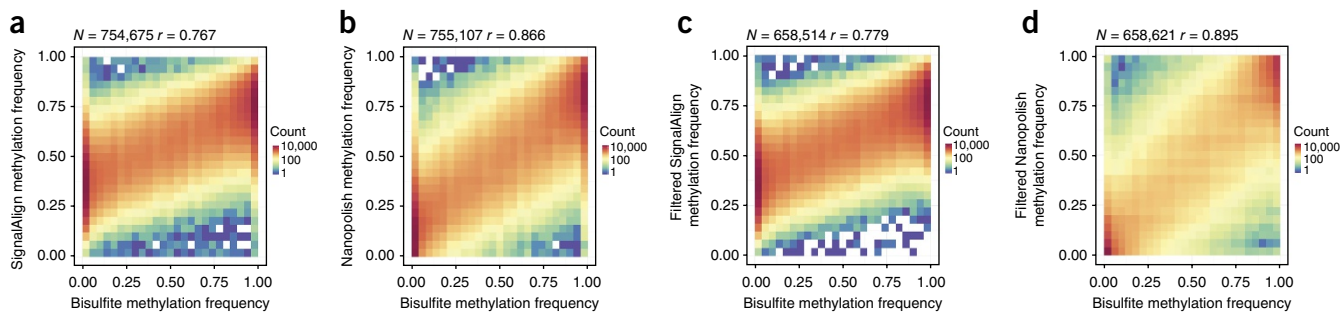 a
N = 754,675 r = 0.767
SignalAlign methylation frequency
1.00
0.75
0.50
0.25
0.00
0.00 0.25 0.50 0.75 1.00
Bisulfite methylation frequency
Count
10,000
100
1
b
N = 755,107 r = 0.866
Nanopolish methylation frequency
1.00
0.75
0.50
0.25
0.00
0.00 0.25 0.50 0.75 1.00
Bisulfite methylation frequency
Count
10,000
100
1
c
N = 658,514 r = 0.779
Filtered SignalAlign
methylation frequency
1.00
0.75
0.50
0.25
0.00
0.00 0.25 0.50 0.75 1.00
Bisulfite methylation frequency
Count
10,000
100
1
d
N = 658,621 r = 0.895
Filtered Nanopolish
methylation frequency
1.00
0.75
0.50
0.25
0.00
0.00 0.25 0.50 0.75 1.00
Bisulfite methylation frequency
Count
10,000
100
1